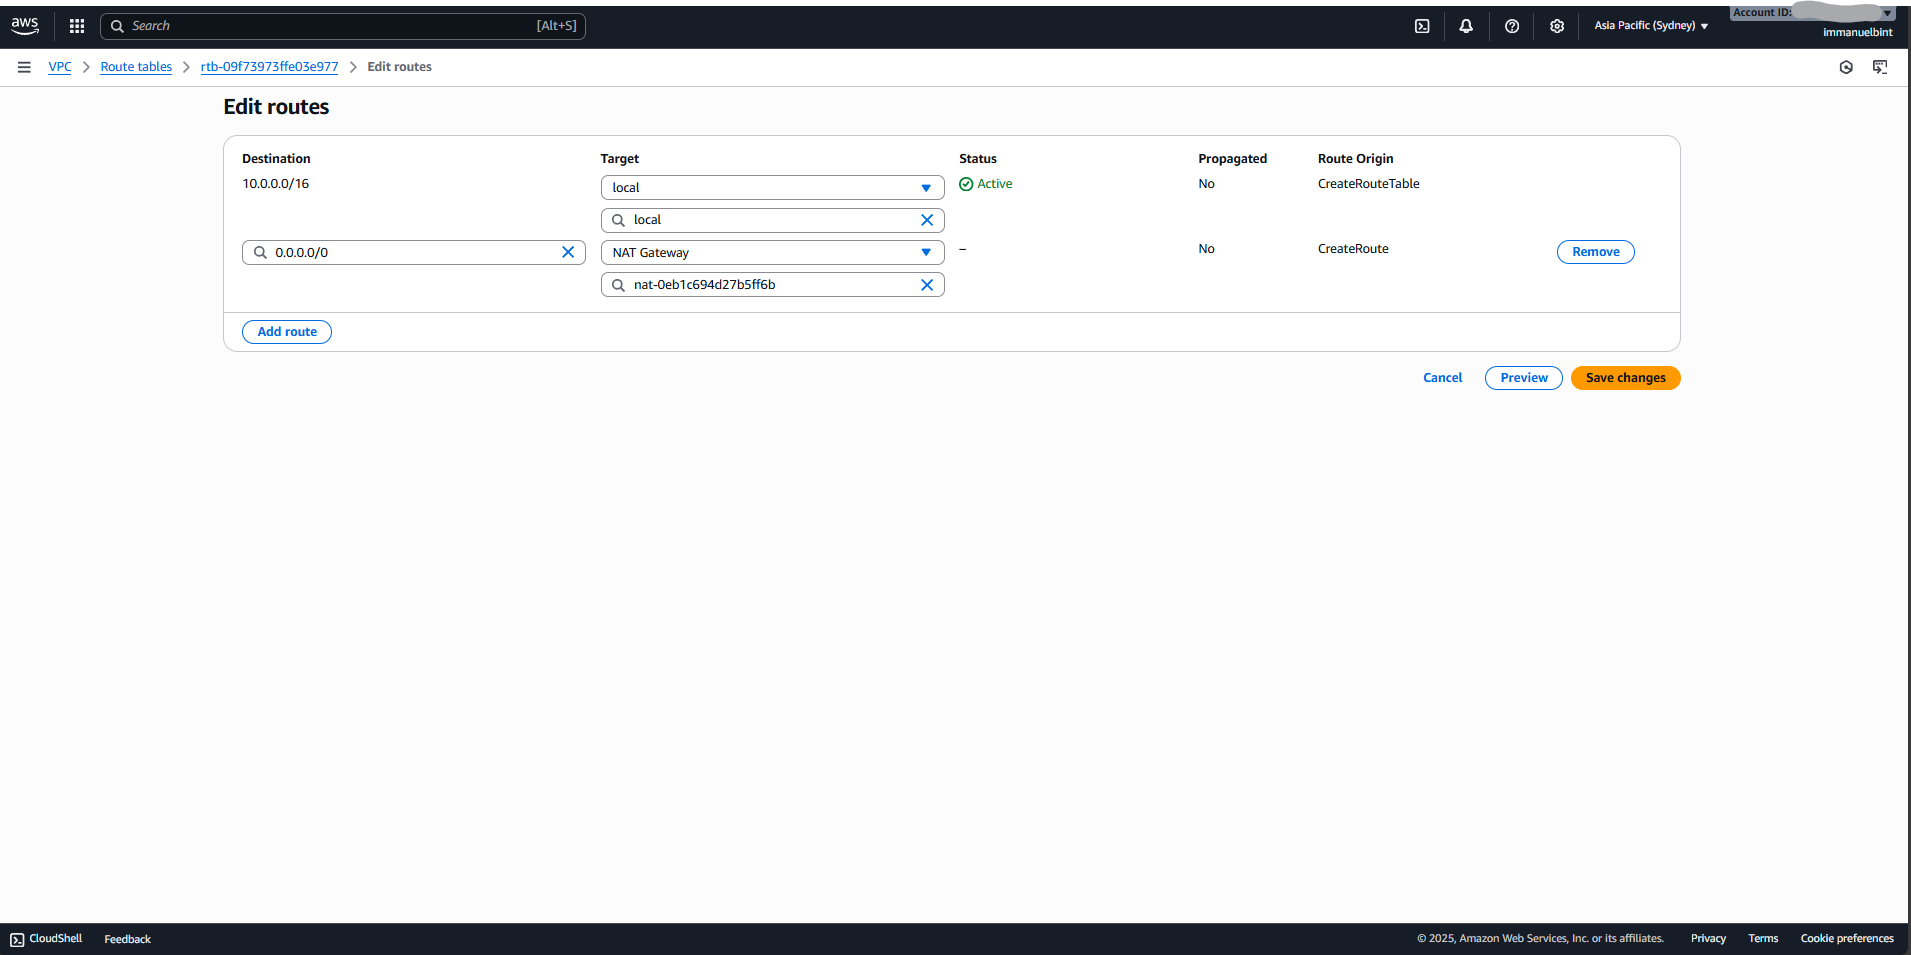 aws
Search [Alt+S]
Asia Pacific (Sydney)
Account ID:
immanuelbint
VPC > Route tables > rtb-09f73973ffe03e977 > Edit routes
Edit routes
Destination Target Status Propagated Route Origin
10.0.0.0/16 local Active No CreateRouteTable
local
0.0.0.0/0 NAT Gateway – No CreateRoute Remove
nat-0eb1c694d27b5ff6b
Add route
Cancel Preview Save changes
CloudShell Feedback © 2025, Amazon Web Services, Inc. or its affiliates. Privacy Terms Cookie preferences